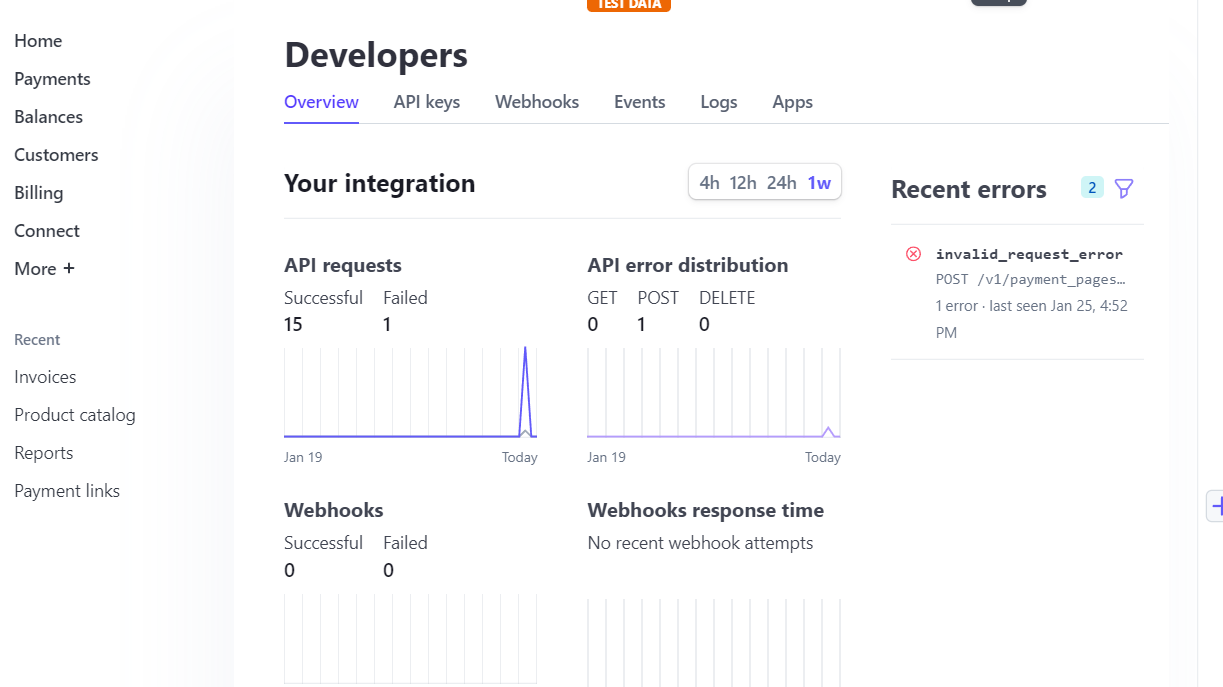 TEST DATA
Home
Payments
Balances
Customers
Billing
Connect
More +
Recent
Invoices
Product catalog
Reports
Payment links
Developers
Overview API keys Webhooks Events Logs Apps
Your integration
4h 12h 24h 1w
API requests
Successful Failed
15 1
Jan 19 Today
API error distribution
GET POST DELETE
0 1 0
Jan 19 Today
Webhooks
Successful Failed
0 0
Webhooks response time
No recent webhook attempts
Recent errors 2
invalid_request_error
POST /v1/payment_pages…
1 error · last seen Jan 25, 4:52
PM